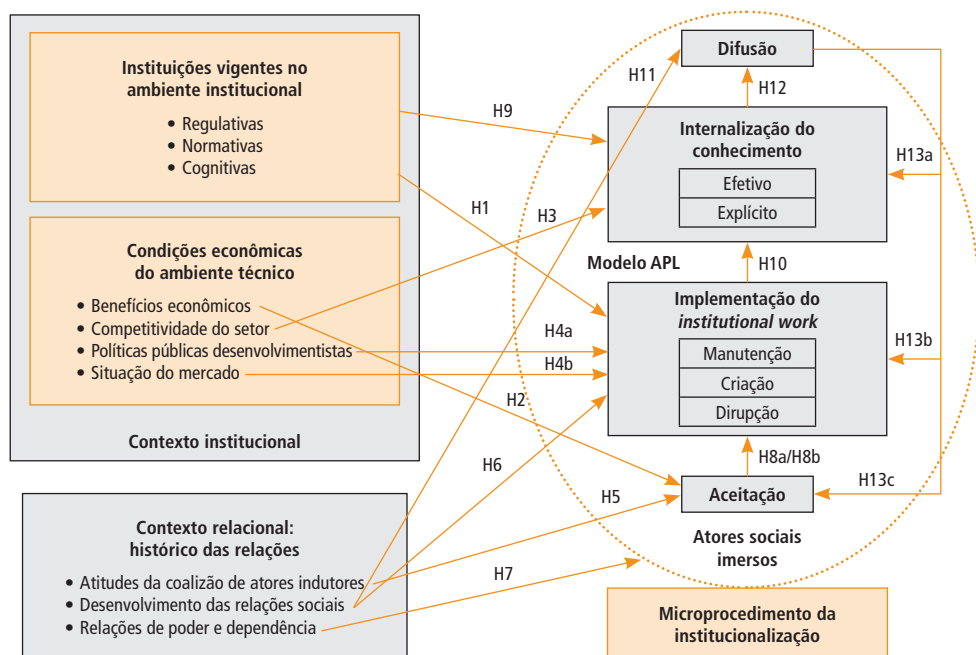 Instituições vigentes no
ambiente institucional
• Regulativas
• Normativas
• Cognitivas
Condições econômicas
do ambiente técnico
• Benefícios econômicos
• Competitividade do setor
• Políticas públicas desenvolvimentistas
• Situação do mercado
Contexto institucional
Contexto relacional:
histórico das relações
• Atitudes da coalizão de atores indutores
• Desenvolvimento das relações sociais
• Relações de poder e dependência
H9
H1
H3
H4a
H4b
H2
H6
H5
H7
H11
Difusão
H12
Internalização do
conhecimento
Efetivo
Explícito
H13a
Modelo APL
H10
Implementação do
institutional work
Manutenção
Criação
Dirupção
H13b
H8a/H8b
Aceitação
H13c
Atores sociais
imersos
Microprocedimento da
institucionalização